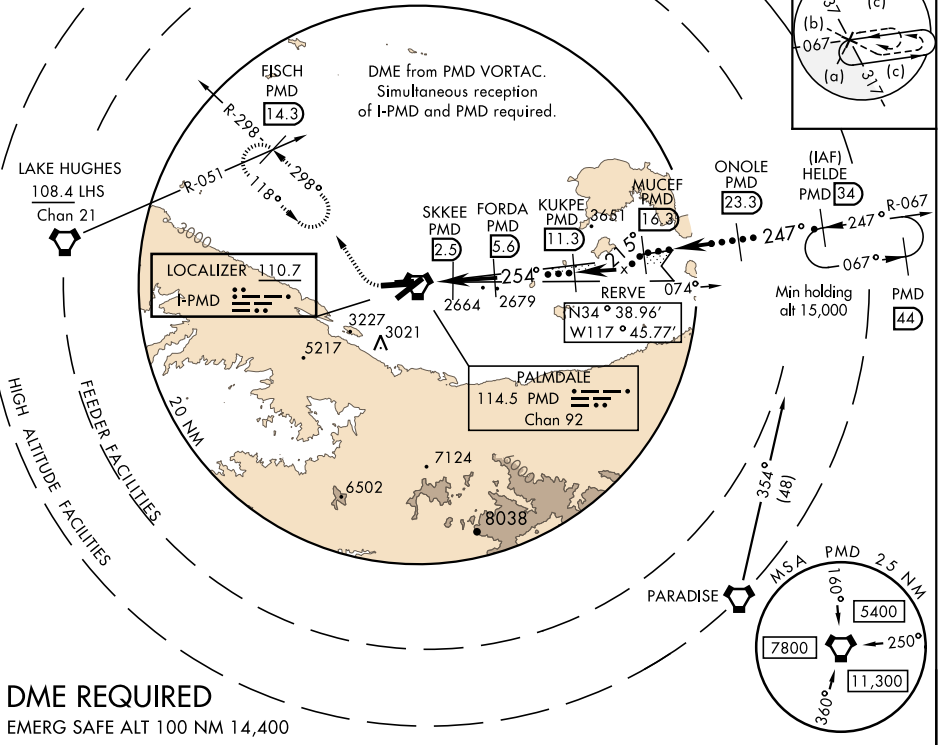 (c)
37
(b)
067
(a)
317
(c)
FISCH
PMD
14.3
DME from PMD VORTAC.
Simultaneous reception
of I-PMD and PMD required.
R-298
R-051
298°
118°
LAKE HUGHES
108.4 LHS
Chan 21
3000
(IAF)
HELDE
PMD 34
ONOLE
PMD
23.3
MUCEF
PMD
16.3
KUKPE
PMD
11.3
3651
FORDA
PMD
5.6
SKKEE
PMD
2.5
R-067
247°
247°
067°
215°
254°
074°
Min holding
alt 15,000
PMD
44
LOCALIZER 110.7
I-PMD
2664
2679
RERVE
N34° 38.96'
W117° 45.77'
3227
3021
5217
PALMDALE
114.5 PMD
Chan 92
20 NM
7124
6000
6502
8038
HIGH ALTITUDE FACILITIES
FEEDER FACILITIES
354°
(48)
PARADISE
MSA PMD 25 NM
160°
5400
7800
250°
11,300
360°
DME REQUIRED
EMERG SAFE ALT 100 NM 14,400